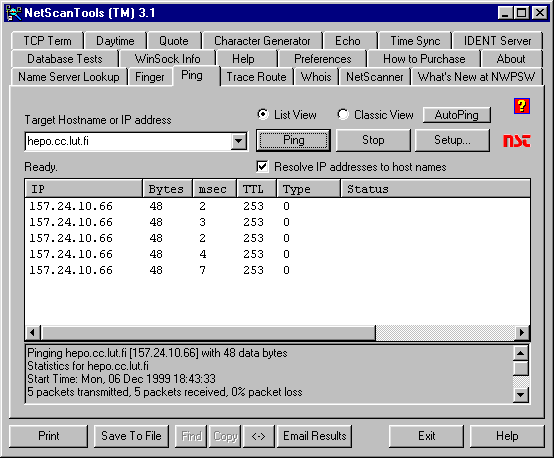 NetScanTools (TM) 3.1
TCP Term Daytime Quote Character Generator Echo Time Sync IDENT Server
Database Tests WinSock Info Help Preferences How to Purchase About
Name Server Lookup Finger Ping Trace Route Whois NetScanner What's New at NWPSW
List View Classic View AutoPing ?
Target Hostname or IP address
hepo.cc.lut.fi Ping Stop Setup... nst
Ready. Resolve IP addresses to host names
IP Bytes msec TTL Type Status
157.24.10.66 48 2 253 0
157.24.10.66 48 3 253 0
157.24.10.66 48 2 253 0
157.24.10.66 48 4 253 0
157.24.10.66 48 7 253 0
Pinging hepo.cc.lut.fi [157.24.10.66] with 48 data bytes
Statistics for hepo.cc.lut.fi
Start Time: Mon, 06 Dec 1999 18:43:33
5 packets transmitted, 5 packets received, 0% packet loss
Print Save To File Find Copy <-> Email Results Exit Help